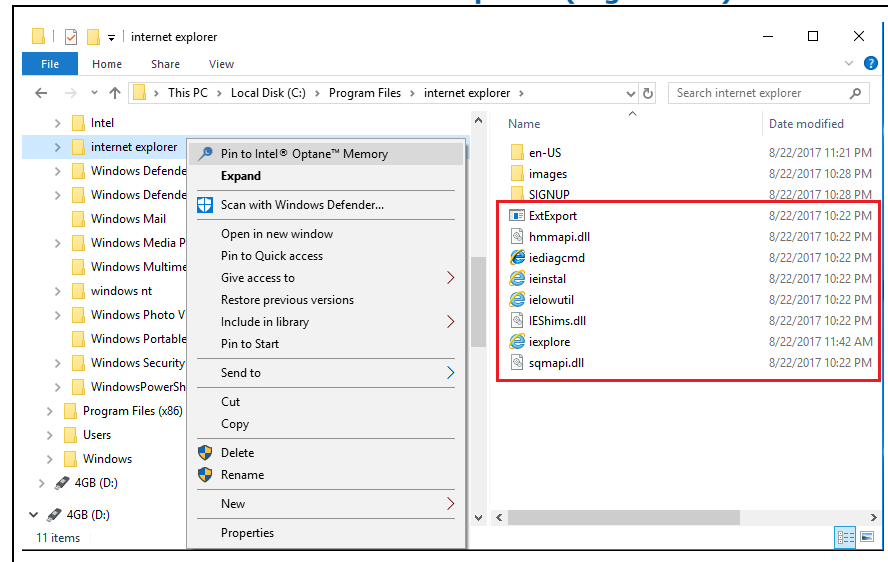 internet explorer
File Home Share View
This PC > Local Disk (C:) > Program Files > internet explorer >
Search internet explorer
Intel
internet explorer
Windows Defende
Windows Defende
Windows Mail
Windows Media P
Windows Multime
windows nt
Windows Photo V
Windows Portable
Windows Security
WindowsPowerSh
Program Files (x86)
Users
Windows
4GB (D:)
4GB (D:)
11 items
Pin to Intel® Optane™ Memory
Expand
Scan with Windows Defender...
Open in new window
Pin to Quick access
Give access to
Restore previous versions
Include in library
Pin to Start
Send to
Cut
Copy
Delete
Rename
New
Properties
Name Date modified
en-US 8/22/2017 11:21 PM
images 8/22/2017 10:28 PM
SIGNUP 8/22/2017 10:28 PM
ExtExport 8/22/2017 10:22 PM
hmmapi.dll 8/22/2017 10:22 PM
iediagcmd 8/22/2017 10:22 PM
ieinstal 8/22/2017 10:22 PM
ielowutil 8/22/2017 10:22 PM
IEShims.dll 8/22/2017 10:22 PM
iexplore 8/22/2017 11:42 AM
sqmapi.dll 8/22/2017 10:22 PM